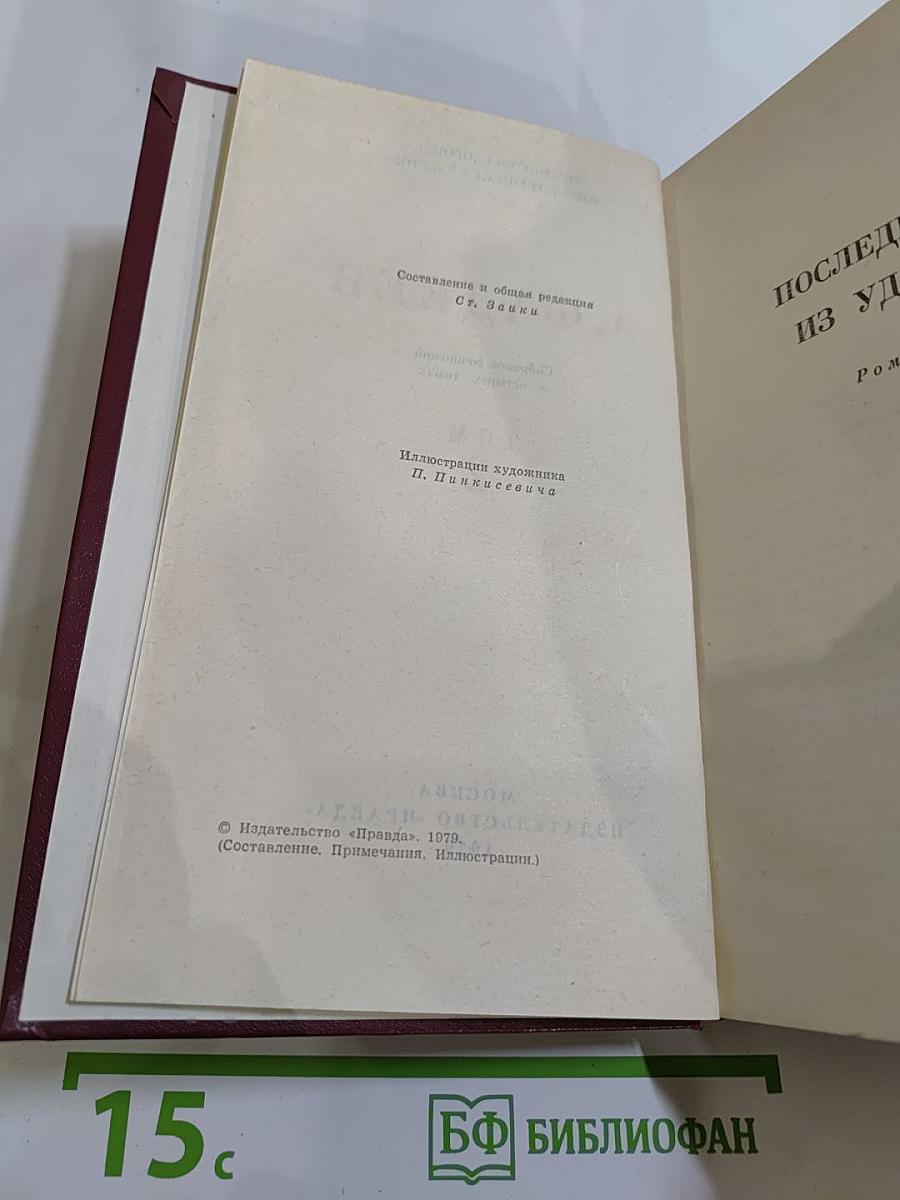 Составление и общая редакция
Ст. Заики
Иллюстрации художника
П. Пинкисевича
© Издательство «Правда». 1979.
(Составление. Примечания. Иллюстрации.)
ПОСЛЕД
ИЗ УД
Ром
15 с
БФ БИБЛИОФАН